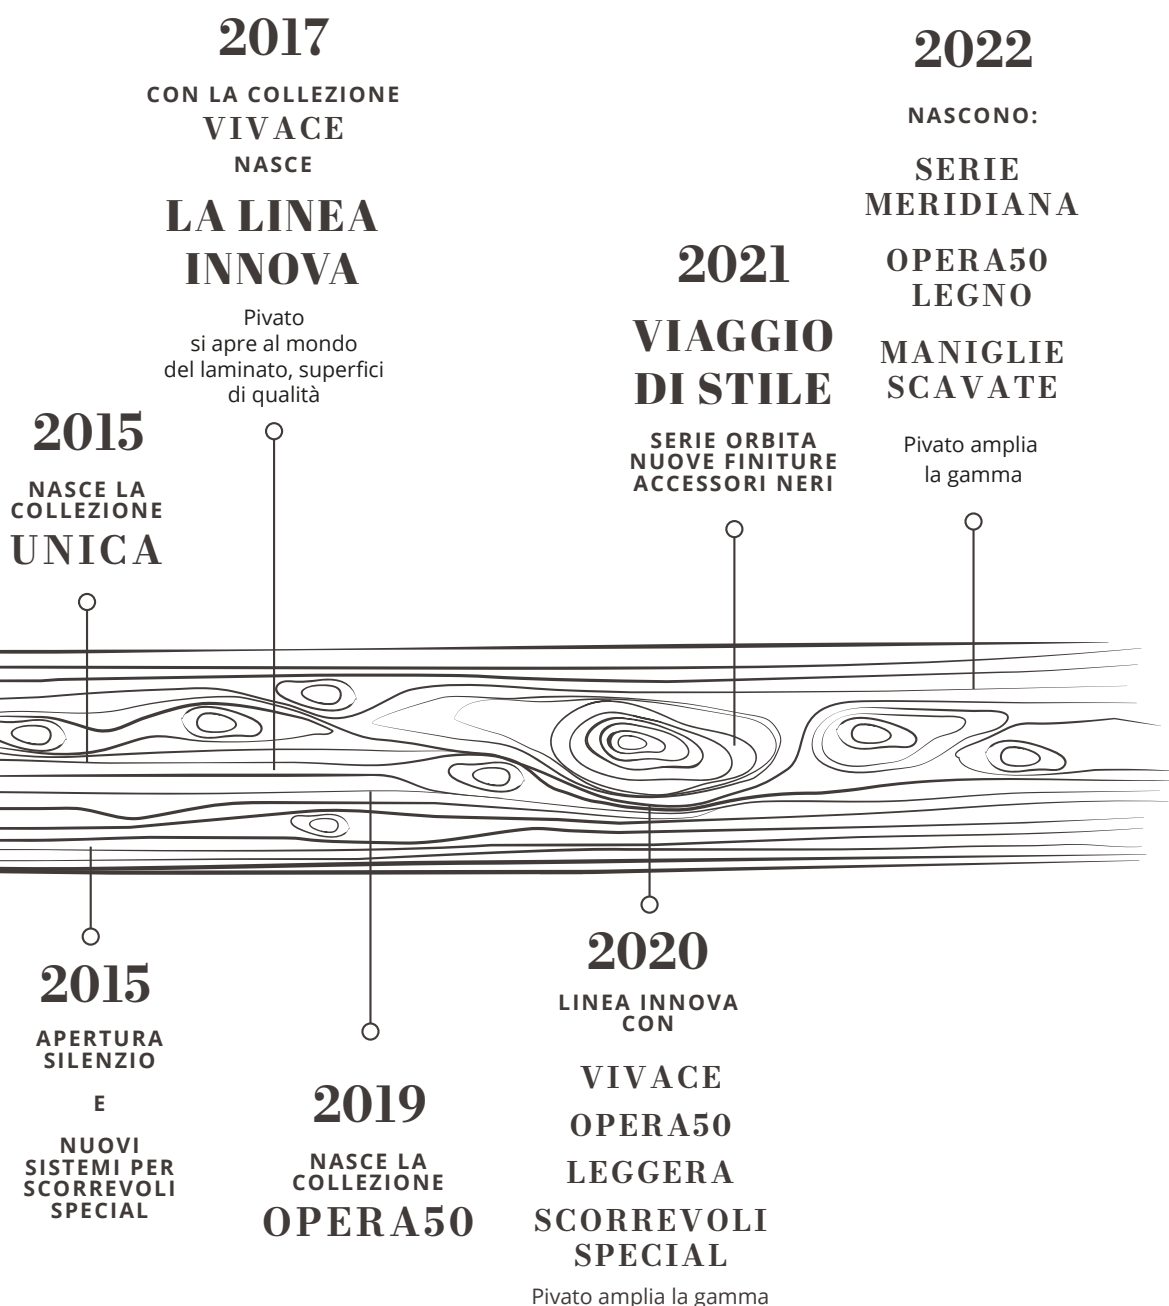 2017
CON LA COLLEZIONE
VIVACE
NASCE
LA LINEA
INNOVA
Pivato
si apre al mondo
del laminato, superfici
di qualità
2022
NASCONO:
SERIE
MERIDIANA
OPERA50
LEGNO
MANIGLIE
SCAVATE
Pivato amplia
la gamma
2021
VIAGGIO
DI STILE
SERIE ORBITA
NUOVE FINITURE
ACCESSORI NERI
2015
NASCE LA
COLLEZIONE
UNICA
2015
APERTURA
SILENZIO
E
NUOVI
SISTEMI PER
SCORREVOLI
SPECIAL
2019
NASCE LA
COLLEZIONE
OPERA50
2020
LINEA INNOVA
CON
VIVACE
OPERA50
LEGGERA
SCORREVOLI
SPECIAL
Pivato amplia la gamma